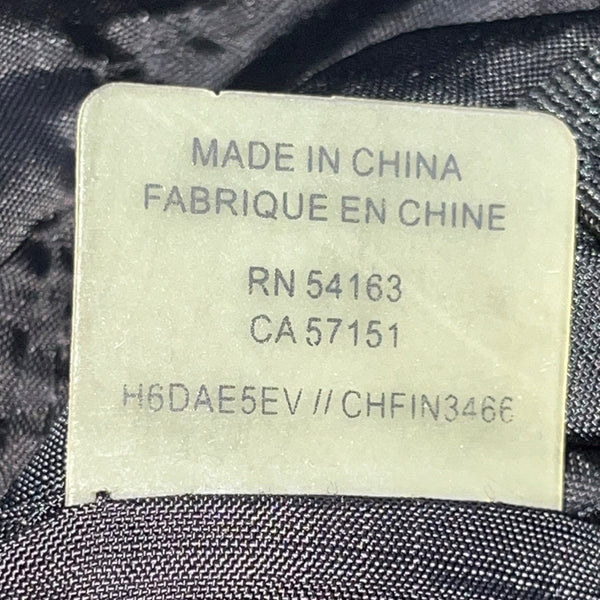 MADE IN CHINA
FABRIQUE EN CHINE
RN 54163
CA 57151
H6DAE5EV // CHFIN3466